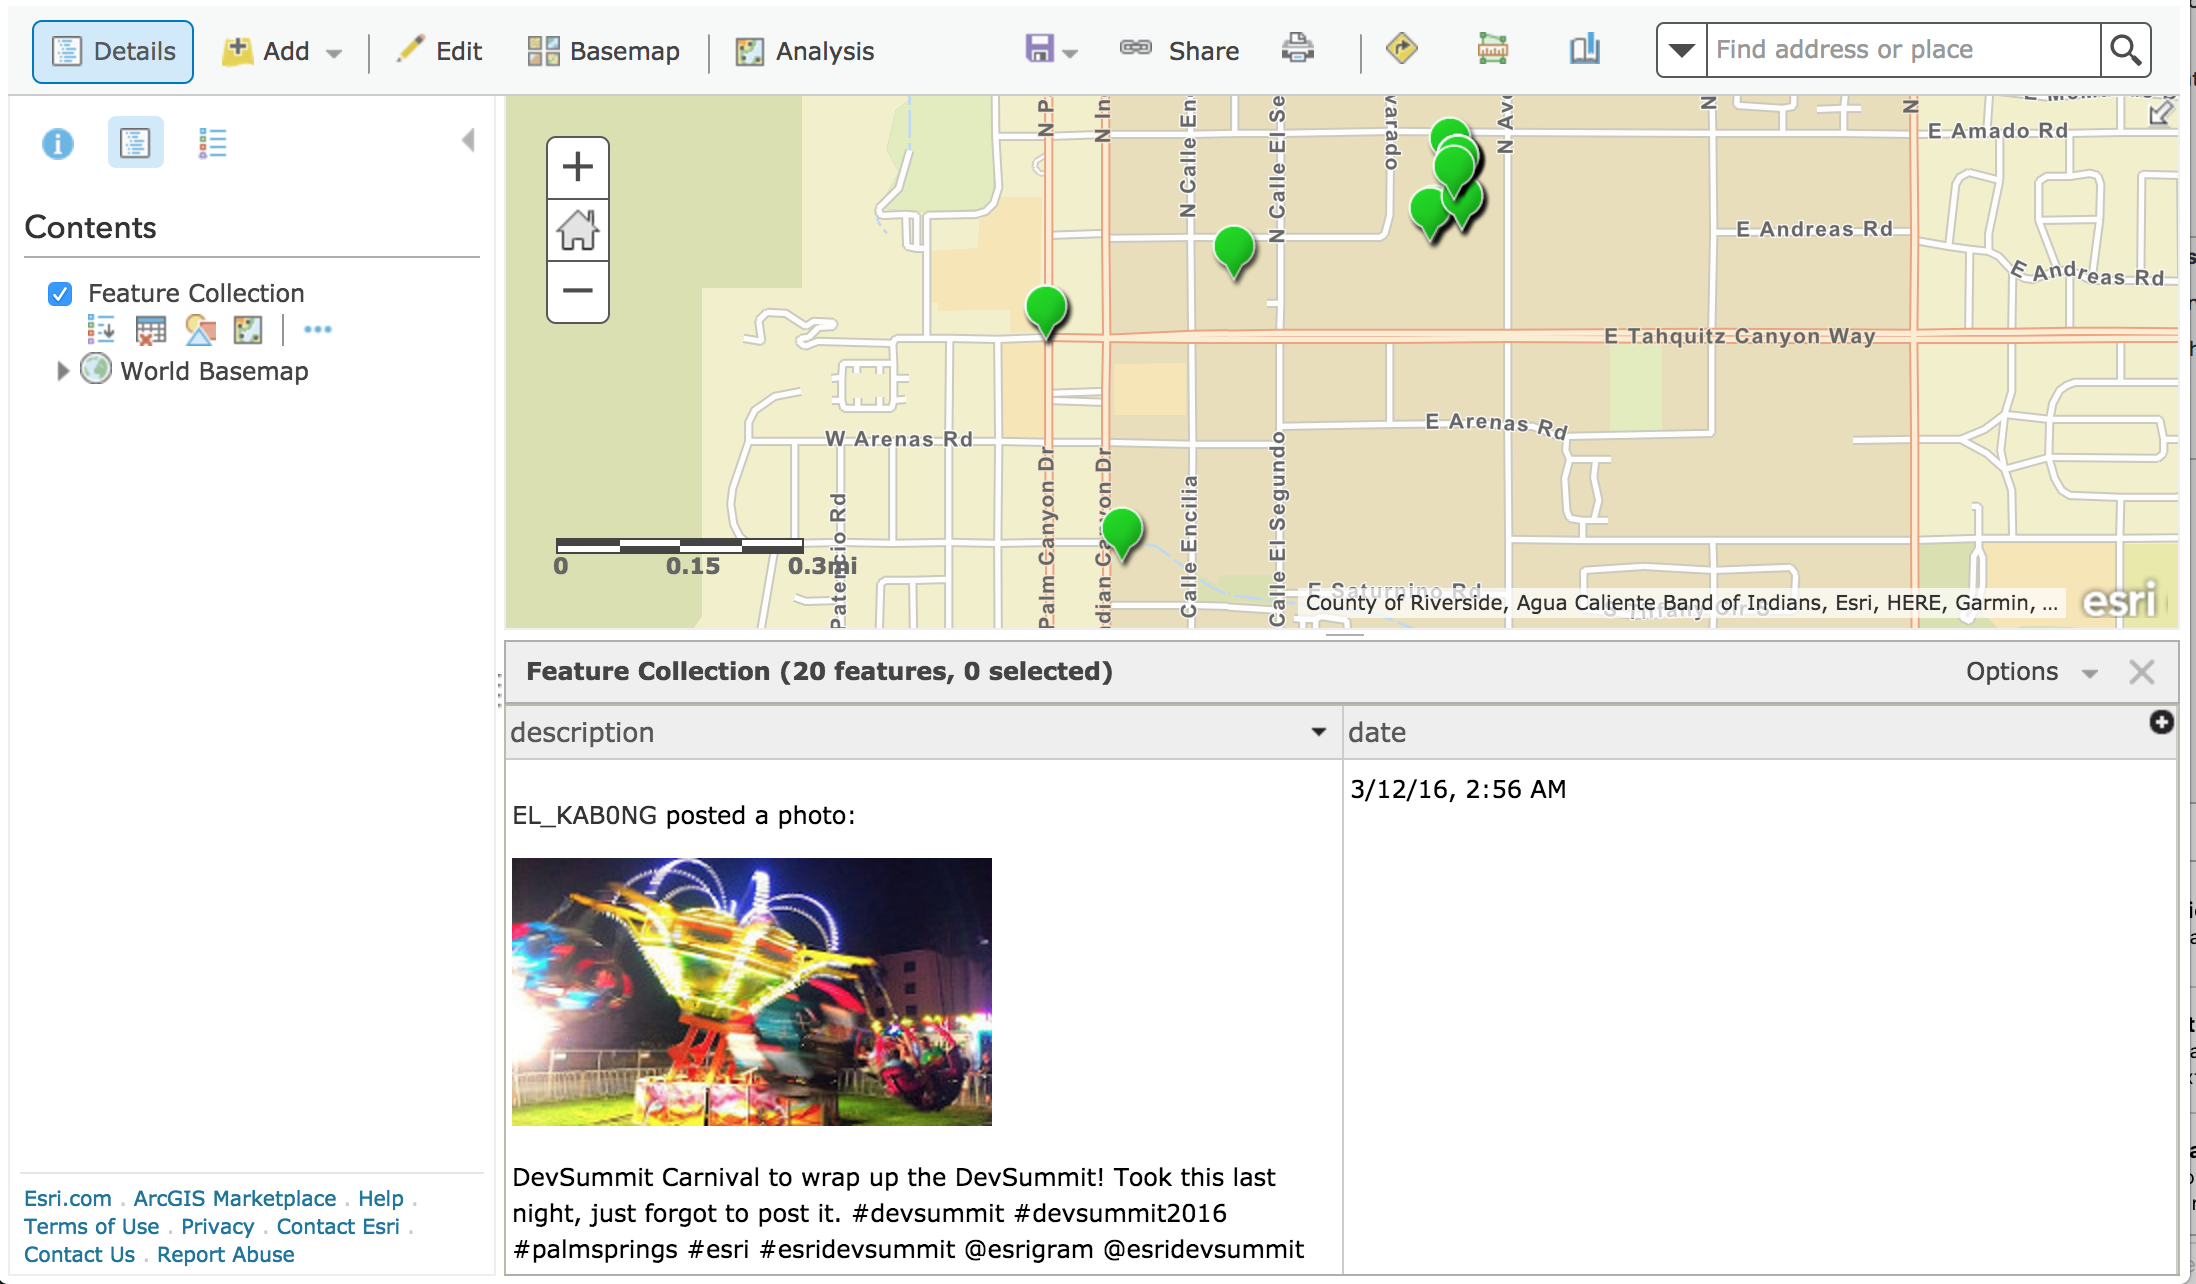 Details
Add
Edit
Basemap
Analysis
Share
Find address or place
Contents
Feature Collection
World Basemap
N P
N In
N Calle En
N Calle El Se
varado
N Ave
N
N
E Amado Rd
E Andreas Rd
E Andreas Rd
E Tahquitz Canyon Way
E Arenas Rd
W Arenas Rd
Patencio Rd
Palm Canyon Dr
ndian Canyon Dr
Calle Encilia
Calle El Segundo
E Saturnino Rd
0 0.15 0.3mi
County of Riverside, Agua Caliente Band of Indians, Esri, HERE, Garmin, ...
esri
Feature Collection (20 features, 0 selected)
Options
description
date
EL_KAB0NG posted a photo:
3/12/16, 2:56 AM
DevSummit Carnival to wrap up the DevSummit! Took this last
night, just forgot to post it. #devsummit #devsummit2016
#palmsprings #esri #esridevsummit @esrigram @esridevsummit
Esri.com . ArcGIS Marketplace . Help .
Terms of Use . Privacy . Contact Esri .
Contact Us . Report Abuse